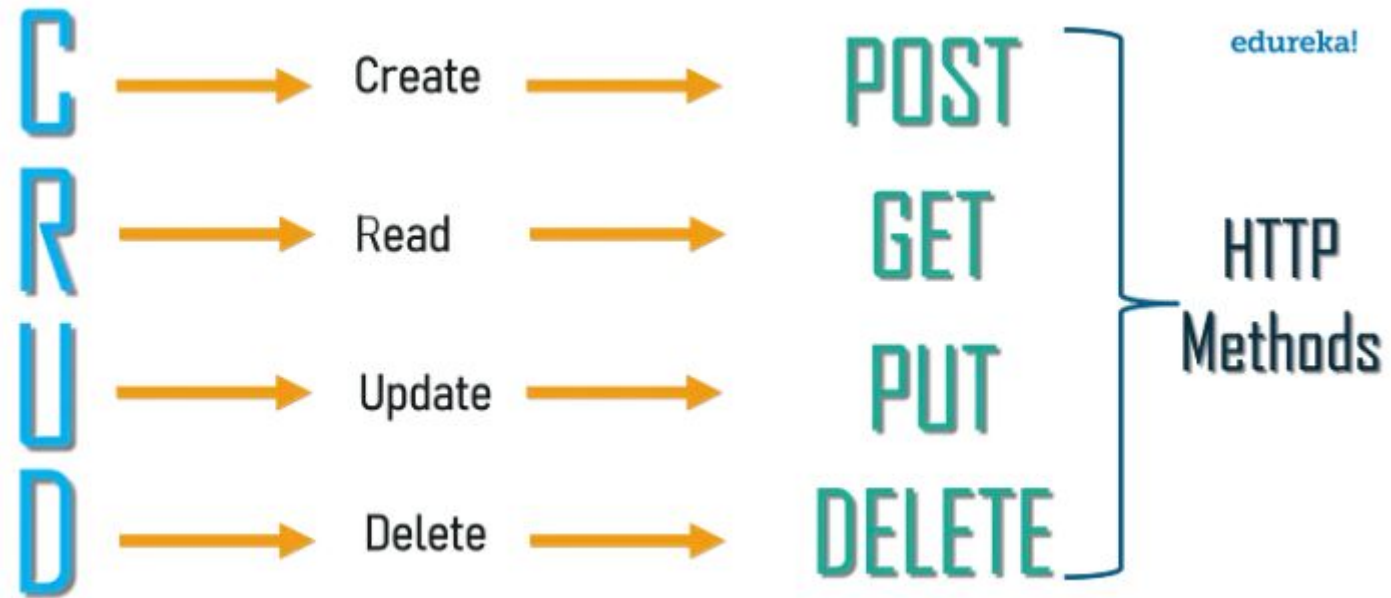 edureka!
C Create POST
R Read GET
U Update PUT
D Delete DELETE
HTTP
Methods